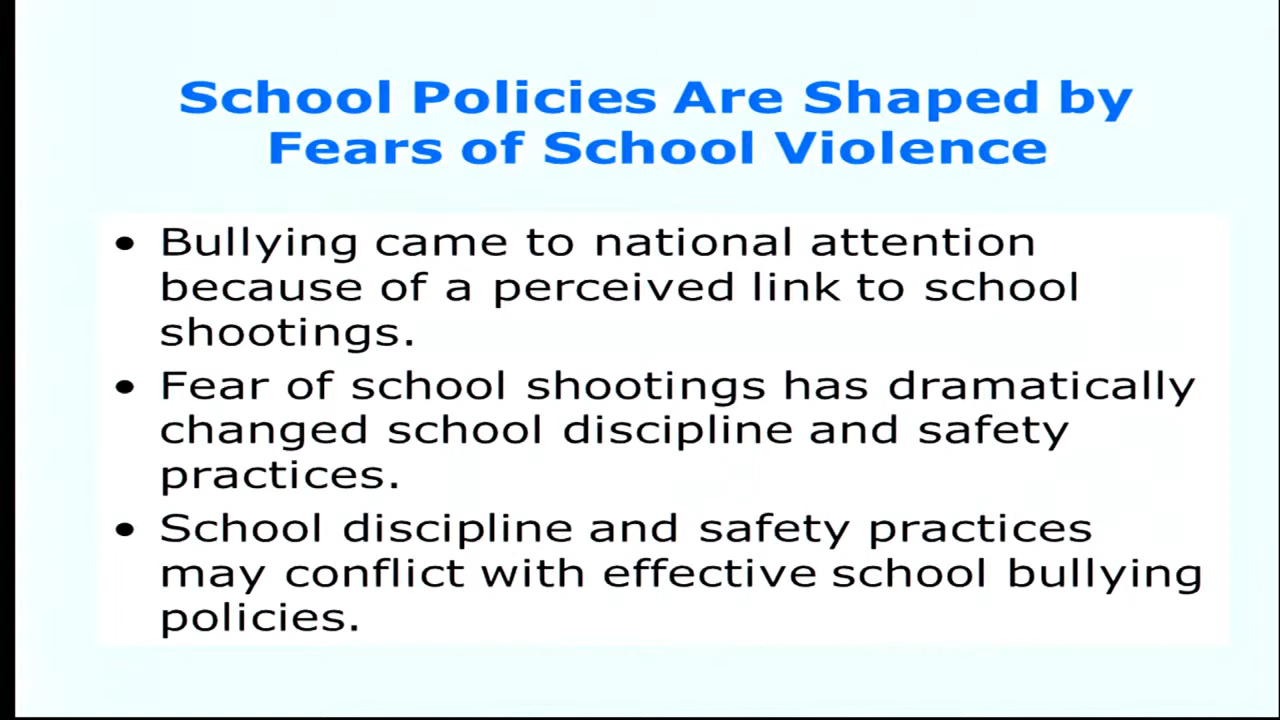 School Policies Are Shaped by
Fears of School Violence
• Bullying came to national attention
because of a perceived link to school
shootings.
• Fear of school shootings has dramatically
changed school discipline and safety
practices.
• School discipline and safety practices
may conflict with effective school bullying
policies.